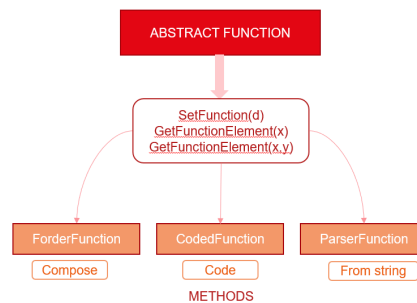 ABSTRACT FUNCTION
SetFunction(d)
GetFunctionElement(x)
GetFunctionElement(x,y)
ForderFunction
CodedFunction
ParserFunction
Compose
Code
From string
METHODS